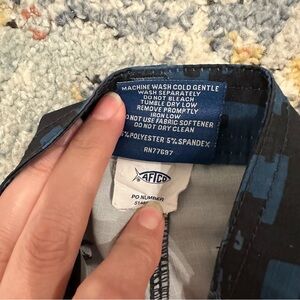 MACHINE WASH COLD GENTLE
WASH SEPARATELY
DO NOT BLEACH
TUMBLE DRY LOW
REMOVE PROMPTLY
IRON LOW
DO NOT USE FABRIC SOFTENER
DO NOT DRY CLEAN
% POLYESTER 5% SPANDEX
RN77697
AFTCO
PO NUMBER